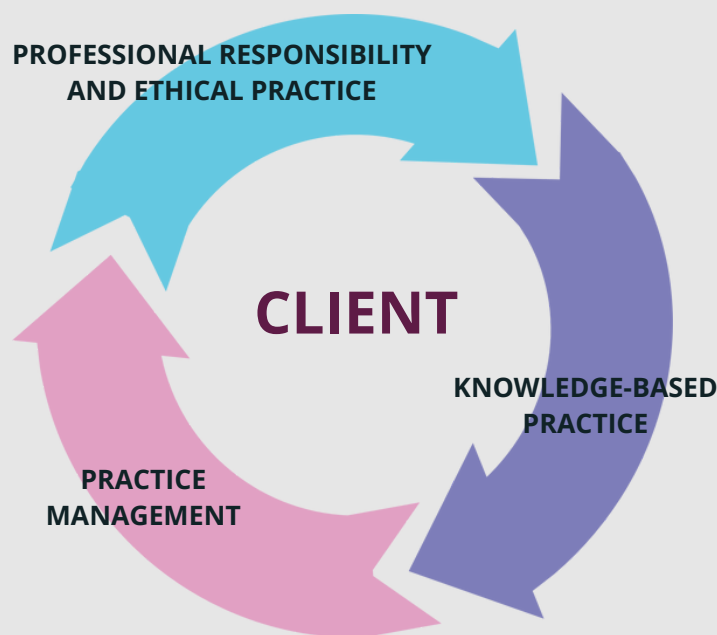 PROFESSIONAL RESPONSIBILITY
AND ETHICAL PRACTICE
CLIENT
KNOWLEDGE-BASED
PRACTICE
PRACTICE
MANAGEMENT